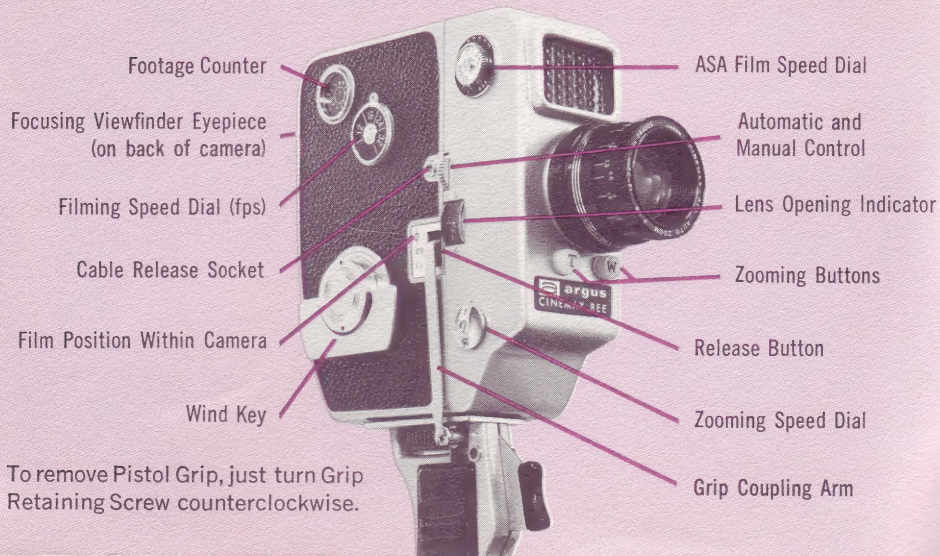 Footage Counter
Focusing Viewfinder Eyepiece
(on back of camera)
Filming Speed Dial (fps)
Cable Release Socket
Film Position Within Camera
Wind Key
To remove Pistol Grip, just turn Grip
Retaining Screw counterclockwise.
ASA Film Speed Dial
Automatic and
Manual Control
Lens Opening Indicator
Zooming Buttons
Release Button
Zooming Speed Dial
Grip Coupling Arm
T W
argus